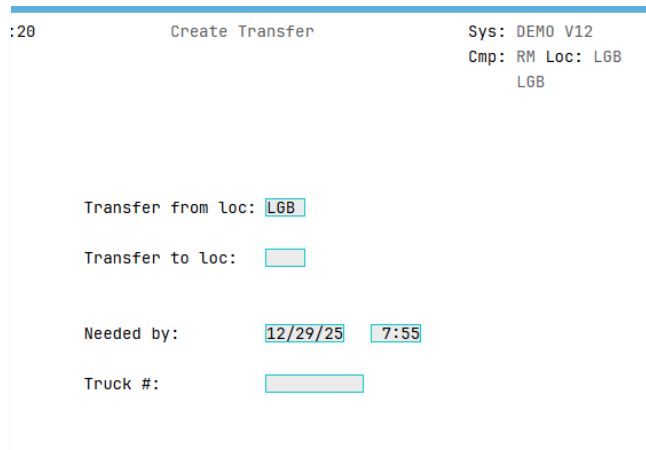 :20 Create Transfer Sys: DEMO V12
Cmp: RM Loc: LGB
LGB
Transfer from loc: LGB
Transfer to loc:
Needed by: 12/29/25 7:55
Truck #: